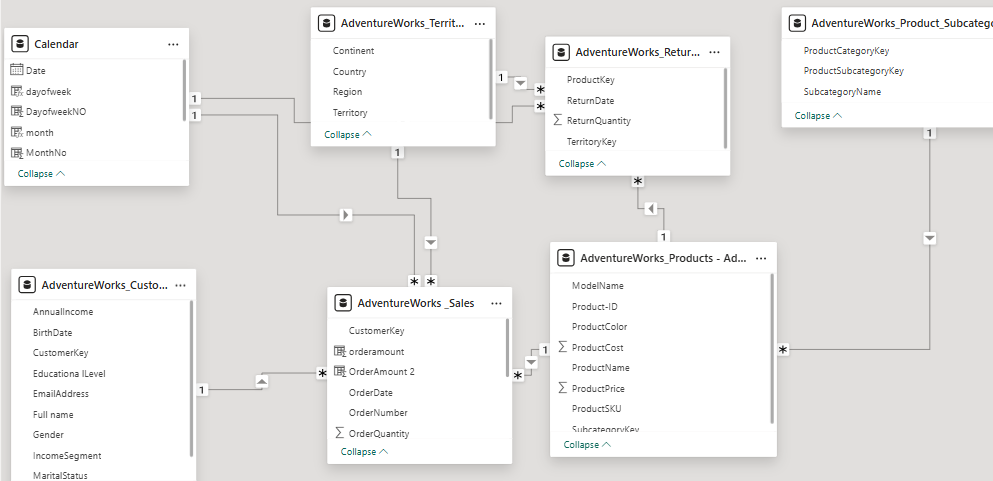 Calendar
Date
dayofweek
DayofweekNO
month
MonthNo
Collapse
AdventureWorks_Territ...
Continent
Country
Region
Territory
Collapse
AdventureWorks_Retur...
ProductKey
ReturnDate
ReturnQuantity
TerritoryKey
Collapse
AdventureWorks_Product_Subcatego
ProductCategoryKey
ProductSubcategoryKey
SubcategoryName
Collapse
1
1
1
*
*
1
1
*
1
*
*
AdventureWorks_Custo...
AnnualIncome
BirthDate
CustomerKey
Educationa lLevel
EmailAddress
Full name
Gender
IncomeSegment
MaritalStatus
1
*
AdventureWorks _Sales
CustomerKey
orderamount
OrderAmount 2
OrderDate
OrderNumber
OrderQuantity
Collapse
*
1
AdventureWorks_Products - Ad...
ModelName
Product-ID
ProductColor
ProductCost
ProductName
ProductPrice
ProductSKU
SubcategoryKey
Collapse
*